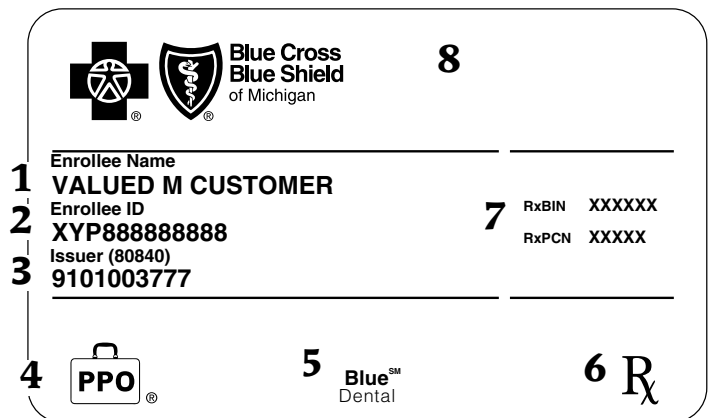 Blue Cross
Blue Shield
of Michigan
8
®
®
Enrollee Name
1 VALUED M CUSTOMER
Enrollee ID
2 XYP888888888
Issuer (80840)
3 9101003777
7 RxBIN XXXXXX
RxPCN XXXXX
4 PPO ®
5 Blue℠
Dental
6 ℞